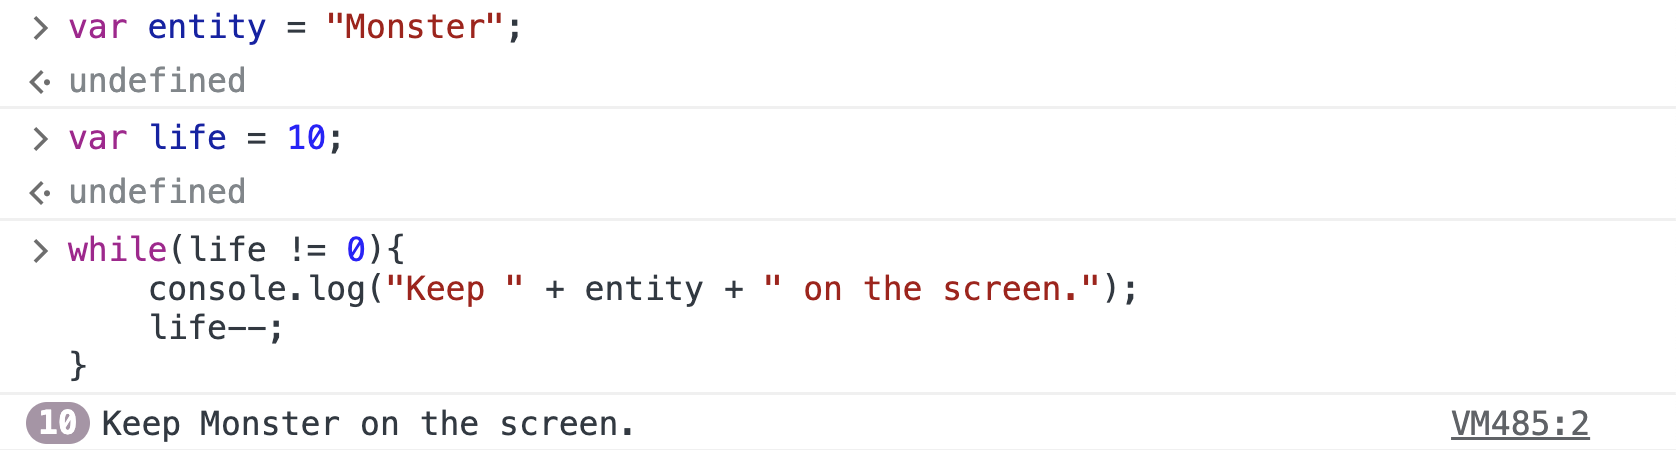 > var entity = "Monster";
<· undefined
> var life = 10;
<· undefined
> while(life != 0){
console.log("Keep " + entity + " on the screen.");
life--;
}
10 Keep Monster on the screen. VM485:2